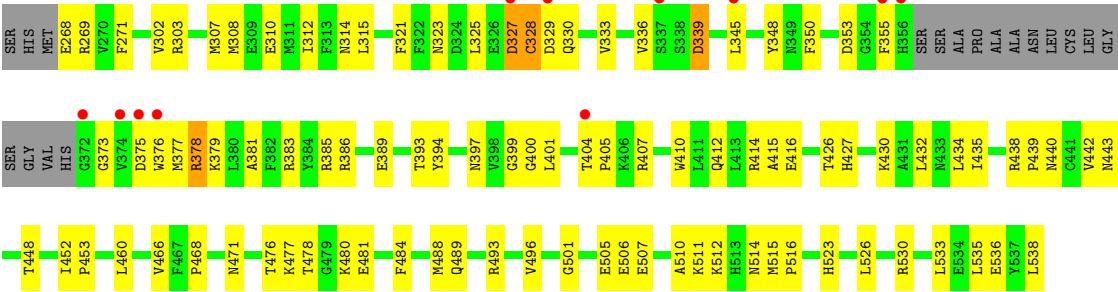 SER HIS MET E268 R269 V270 F271 V302 R303 M307 M308 E309 E310 M311 I312 F313 N314 L315 F321 F322 N323 D324 L325 E326 D327 G328 D329 Q330 V333 V336 S337 S338 D339 L345 Y348 N349 F350 D353 G354 F355 H356 SER SER ALA PRO ALA ALA ASN LEU CYS LEU GLY
SER GLY VAL HIS G372 G373 V374 D375 W376 M377 R378 K379 L380 A381 F382 R383 Y384 R385 R386 E389 T393 Y394 N397 V398 G399 G400 L401 T404 P405 K406 R407 W410 L411 Q412 L413 R414 A415 E416 T426 H427 K430 A431 L432 N433 L434 I435 R438 P439 N440 C441 V442 N443
T448 I452 P453 L460 V466 F467 P468 N471 T476 K477 T478 G479 K480 E481 F484 M488 Q489 R493 V496 G501 E505 E506 E507 A510 K511 K512 H513 N514 M515 P516 H523 L526 R530 L533 E534 L535 E536 Y537 L538